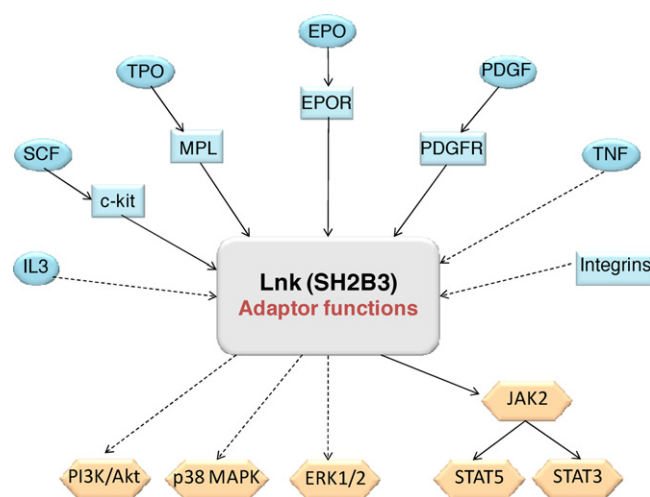 EPO
TPO
PDGF
EPOR
SCF
MPL
PDGFR
TNF
c-kit
IL3
Integrins
Lnk (SH2B3)
Adaptor functions
JAK2
PI3K/Akt
p38 MAPK
ERK1/2
STAT5
STAT3